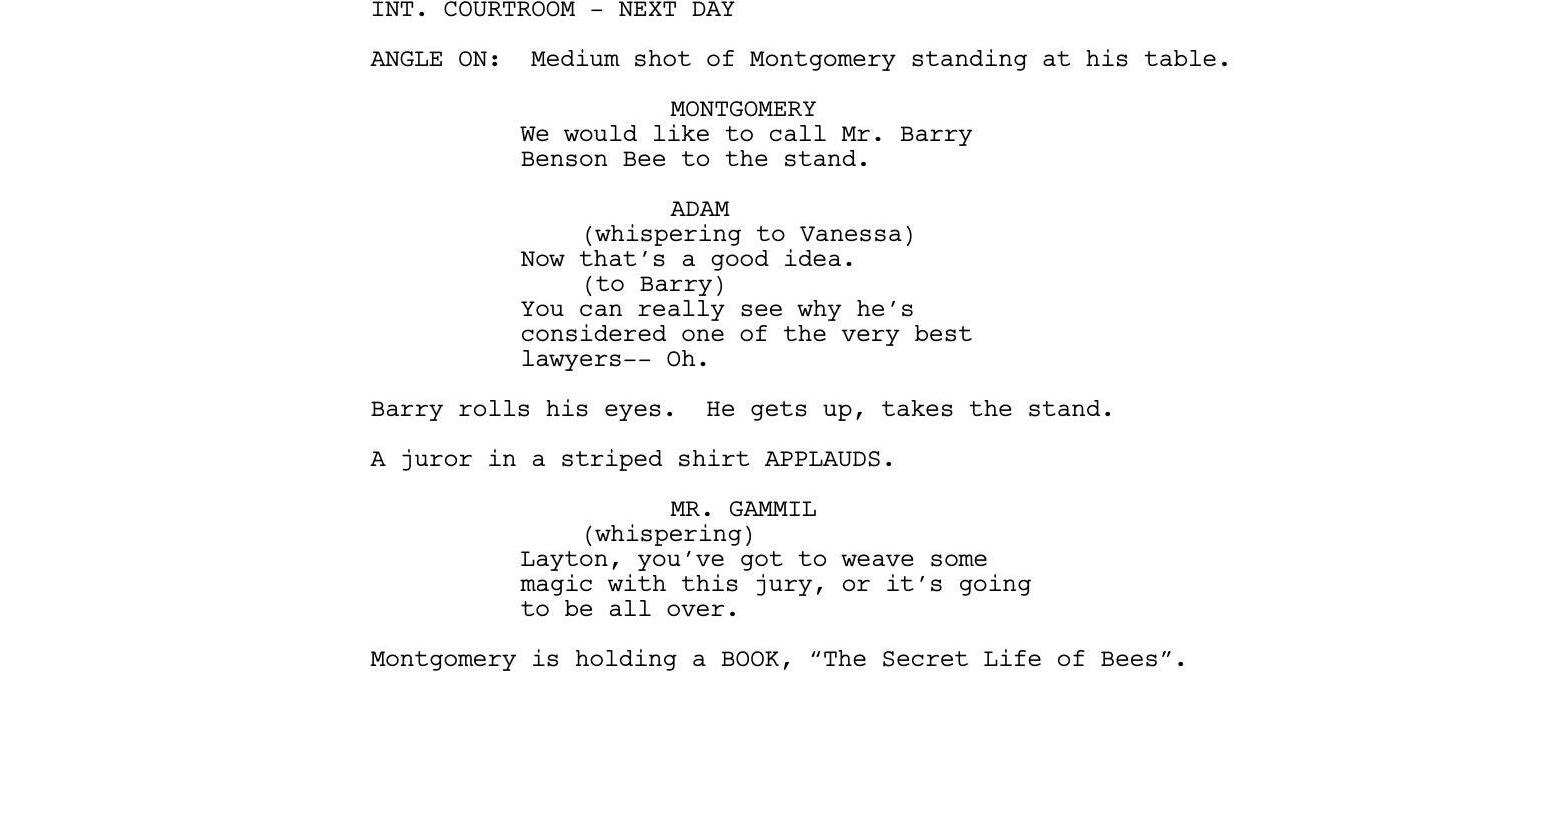 INT. COURTROOM – NEXT DAY
ANGLE ON:  Medium shot of Montgomery standing at his table.
MONTGOMERY
We would like to call Mr. Barry
Benson Bee to the stand.
ADAM
(whispering to Vanessa)
Now that’s a good idea.
(to Barry)
You can really see why he’s
considered one of the very best
lawyers–– Oh.
Barry rolls his eyes.  He gets up, takes the stand.
A juror in a striped shirt APPLAUDS.
MR. GAMMIL
(whispering)
Layton, you’ve got to weave some
magic with this jury, or it’s going
to be all over.
Montgomery is holding a BOOK, “The Secret Life of Bees”.